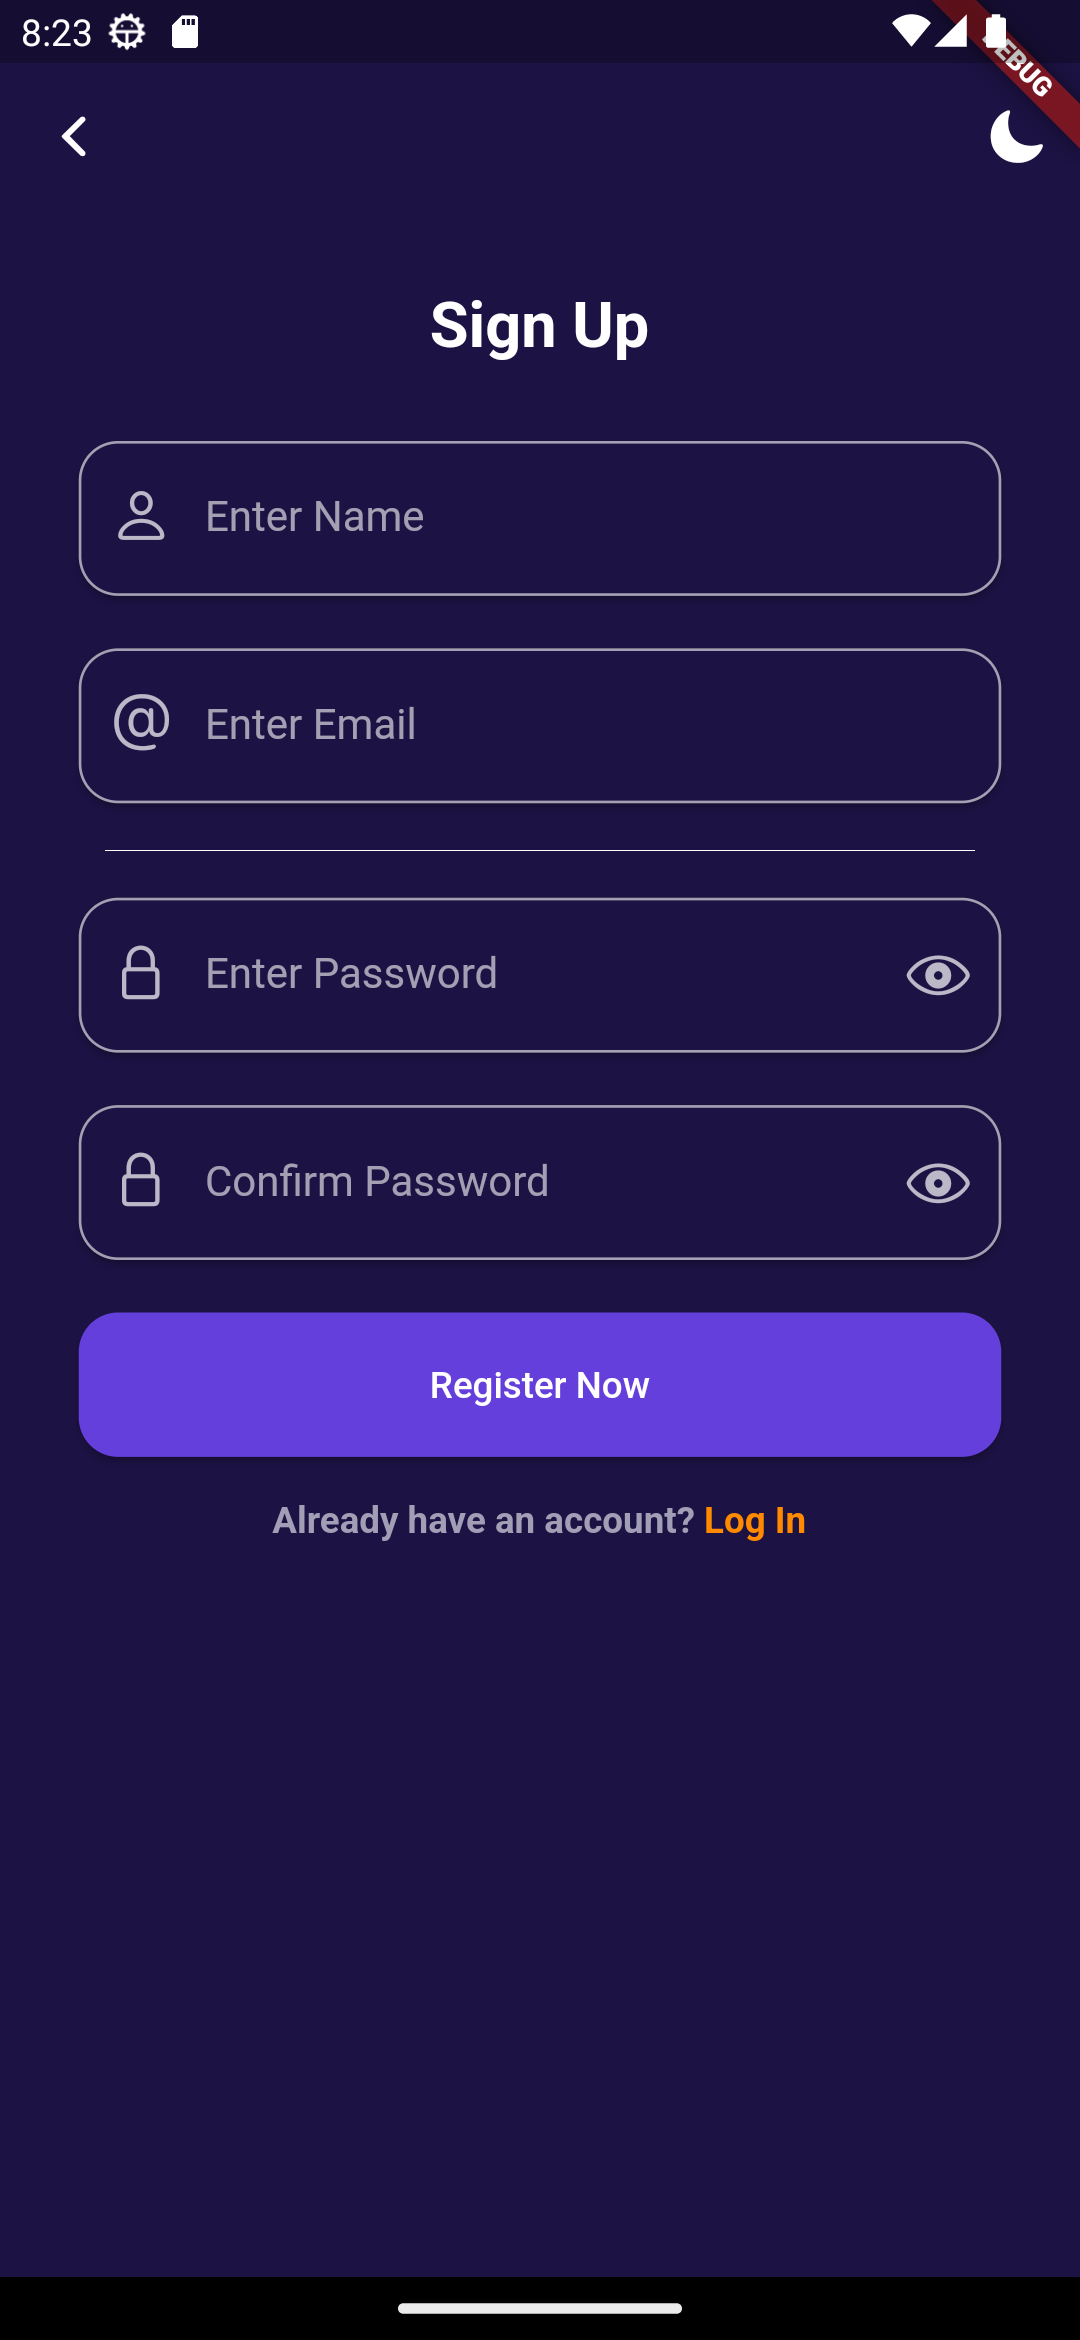 8:23
DEBUG
Sign Up
Enter Name
@ Enter Email
Enter Password
Confirm Password
Register Now
Already have an account? Log In